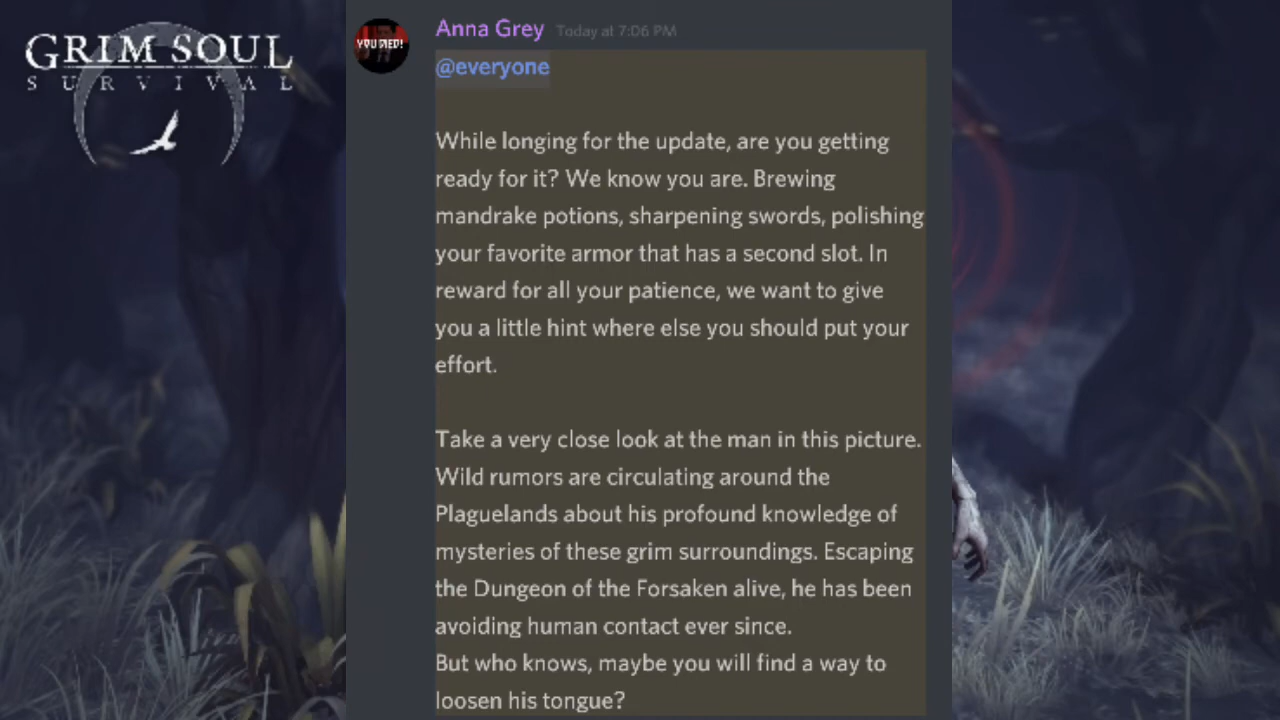 GRIM SOUL
SURVIVAL
YOU DIED!
Anna Grey Today at 7:06 PM
@everyone
While longing for the update, are you getting
ready for it? We know you are. Brewing
mandrake potions, sharpening swords, polishing
your favorite armor that has a second slot. In
reward for all your patience, we want to give
you a little hint where else you should put your
effort.
Take a very close look at the man in this picture.
Wild rumors are circulating around the
Plaguelands about his profound knowledge of
mysteries of these grim surroundings. Escaping
the Dungeon of the Forsaken alive, he has been
avoiding human contact ever since.
But who knows, maybe you will find a way to
loosen his tongue?